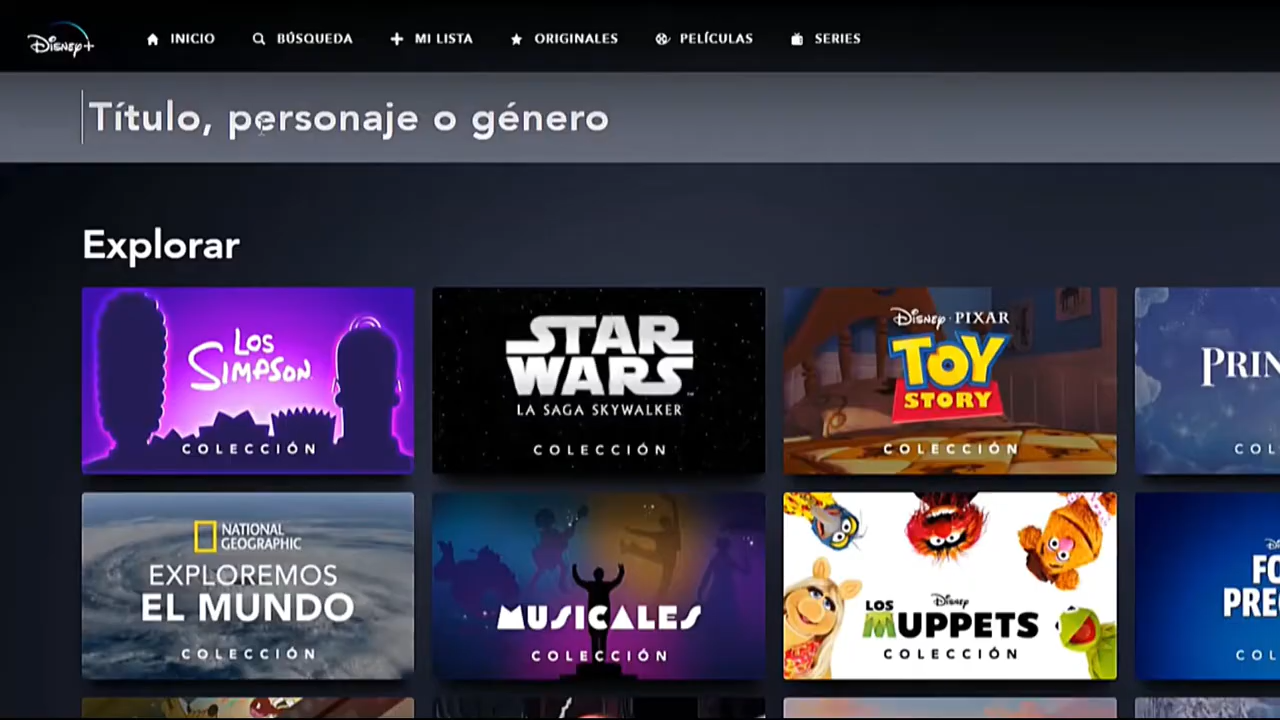 Disney+ INICIO BÚSQUEDA MI LISTA ORIGINALES PELÍCULAS SERIES
Título, personaje o género
Explorar
LOS
SIMPSON
COLECCIÓN
STAR
WARS
LA SAGA SKYWALKER
COLECCIÓN
Disney · PIXAR
TOY
STORY
COLECCIÓN
NATIONAL
GEOGRAPHIC
EXPLOREMOS
EL MUNDO
COLECCIÓN
MUSICALES
COLECCIÓN
Disney
LOS MUPPETS
COLECCIÓN